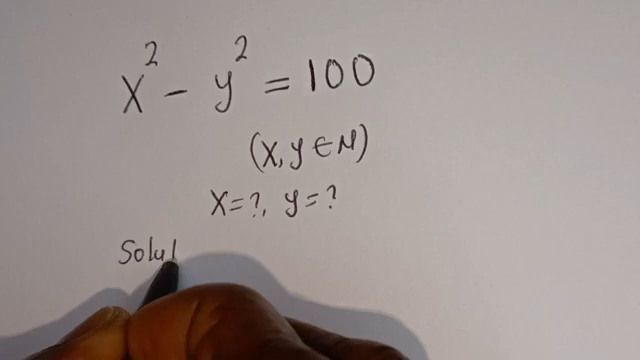 x² - y² = 100
(x, y ∈ N)
x = ?, y = ?
Solut